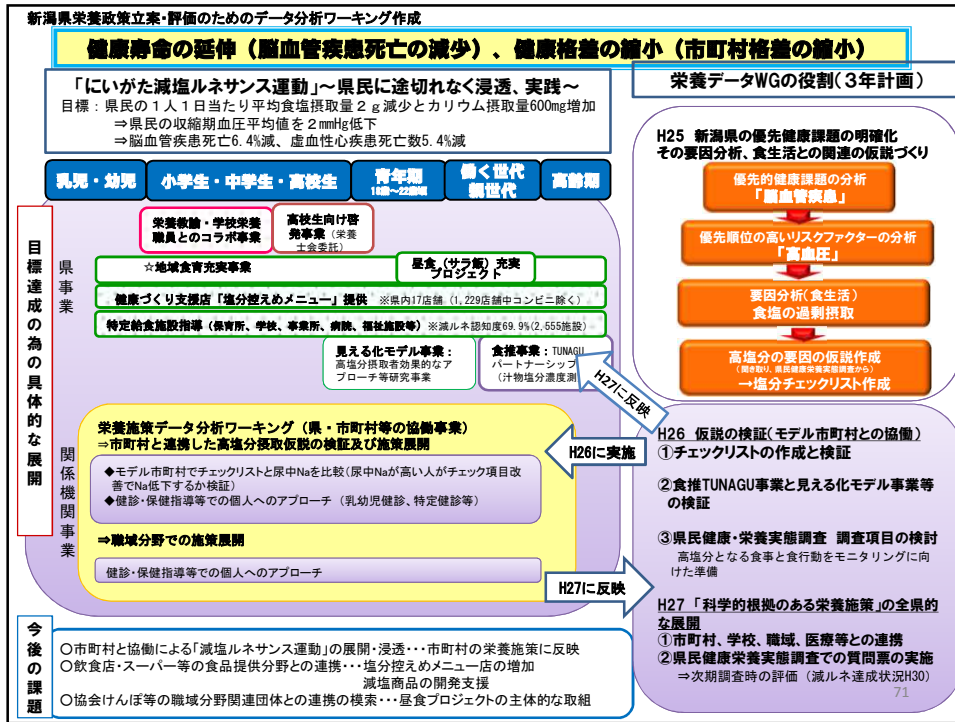 新潟県栄養政策立案・評価のためのデータ分析ワーキング作成
健康寿命の延伸（脳血管疾患死亡の減少）、健康格差の縮小（市町村格差の縮小）
「にいがた減塩ルネサンス運動」～県民に途切れなく浸透、実践～
目標：県民の１人１日当たり平均食塩摂取量２ｇ減少とカリウム摂取量600mg増加
⇒県民の収縮期血圧平均値を２mmHg低下
⇒脳血管疾患死亡6.4%減、虚血性心疾患死亡数5.4%減
乳児・幼児
小学生・中学生・高校生
青年期
18歳～22歳頃
働く世代
親世代
高齢期
目標達成の為の具体的な展開
県事業
栄養教諭・学校栄養
職員とのコラボ事業
高校生向け啓
発事業（栄養
士会委託）
☆地域食育充実事業
昼食（サラ飯）充実
プロジェクト
健康づくり支援店「塩分控えめメニュー」提供 ※県内17店舗（1,229店舗中コンビニ除く）
特定給食施設指導（保育所、学校、事業所、病院、福祉施設等）※減ルネ認知度69.9%(2,555施設)
見える化モデル事業：
高塩分摂取者効果的なア
プローチ等研究事業
食推事業：TUNAGU
パートナーシップ
（汁物塩分濃度測
H27に反映
関係機関事業
栄養施策データ分析ワーキング（県・市町村等の協働事業）
⇒市町村と連携した高塩分摂取仮説の検証及び施策展開
◆モデル市町村でチェックリストと尿中Naを比較（尿中Naが高い人がチェック項目改
善でNa低下するか検証）
◆健診・保健指導等での個人へのアプローチ（乳幼児健診、特定健診等）
⇒職域分野での施策展開
健診・保健指導等での個人へのアプローチ
H26に実施
H27に反映
今後の課題
○市町村と協働による「減塩ルネサンス運動」の展開・浸透・・・市町村の栄養施策に反映
○飲食店・スーパー等の食品提供分野との連携・・・塩分控えめメニュー店の増加
減塩商品の開発支援
○協会けんぽ等の職域分野関連団体との連携の模索・・・昼食プロジェクトの主体的な取組
栄養データWGの役割（３年計画）
H25 新潟県の優先健康課題の明確化
その要因分析、食生活との関連の仮説づくり
優先的健康課題の分析
「脳血管疾患」
優先順位の高いリスクファクターの分析
「高血圧」
要因分析（食生活）
食塩の過剰摂取
高塩分の要因の仮説作成
（聞き取り、県民健康栄養実態調査から）
→塩分チェックリスト作成
H26 仮説の検証（モデル市町村との協働）
①チェックリストの作成と検証
②食推TUNAGU事業と見える化モデル事業等
の検証
③県民健康・栄養実態調査 調査項目の検討
高塩分となる食事と食行動をモニタリングに向
けた準備
H27 「科学的根拠のある栄養施策」の全県的
な展開
①市町村、学校、職域、医療等との連携
②県民健康栄養実態調査での質問票の実施
⇒次期調査時の評価（減ルネ達成状況H30）
71